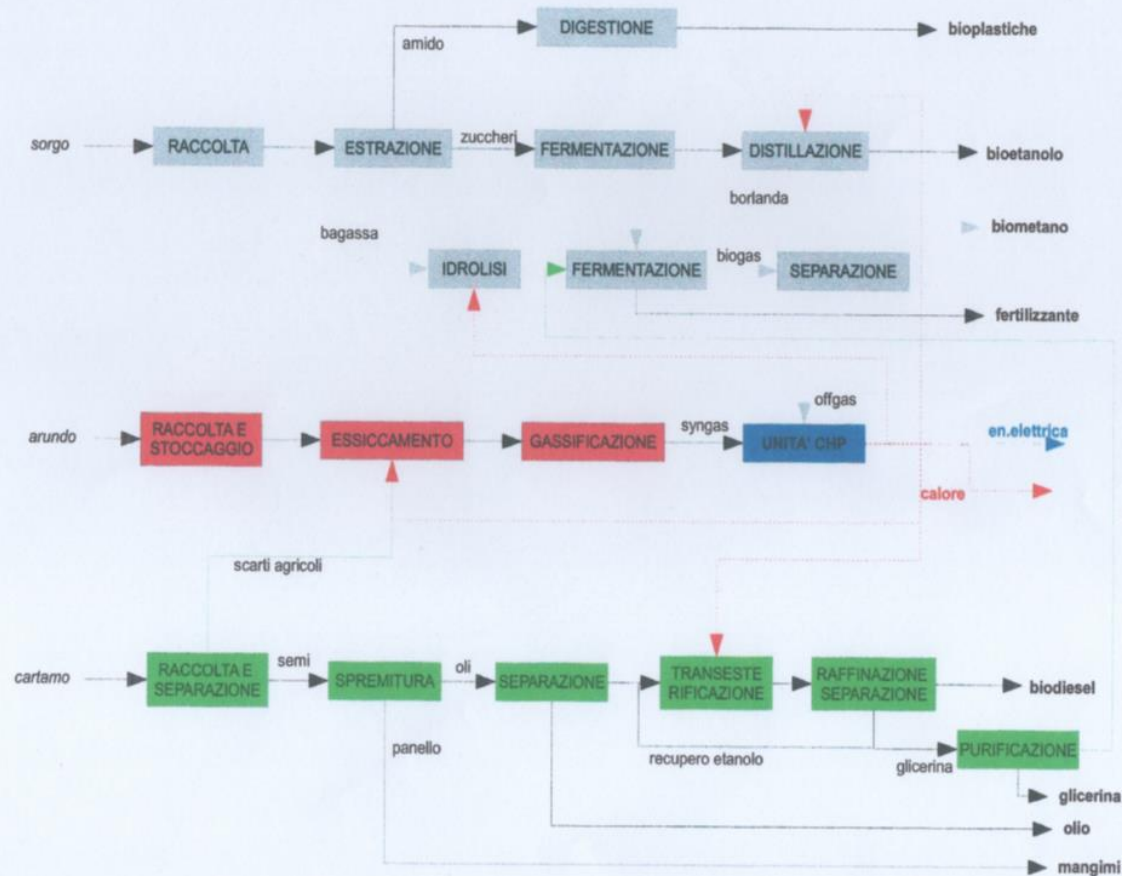 DIGESTIONE
bioplastiche
amido
sorgo
RACCOLTA
ESTRAZIONE
zuccheri
FERMENTAZIONE
DISTILLAZIONE
bioetanolo
borlanda
biometano
bagassa
IDROLISI
FERMENTAZIONE
biogas
SEPARAZIONE
fertilizzante
arundo
RACCOLTA E
STOCCAGGIO
ESSICCAMENTO
GASSIFICAZIONE
syngas
offgas
UNITA' CHP
en.elettrica
calore
scarti agricoli
cartamo
RACCOLTA E
SEPARAZIONE
semi
SPREMITURA
oli
SEPARAZIONE
TRANSESTE
RIFICAZIONE
RAFFINAZIONE
SEPARAZIONE
biodiesel
panello
recupero etanolo
glicerina
PURIFICAZIONE
glicerina
olio
mangimi